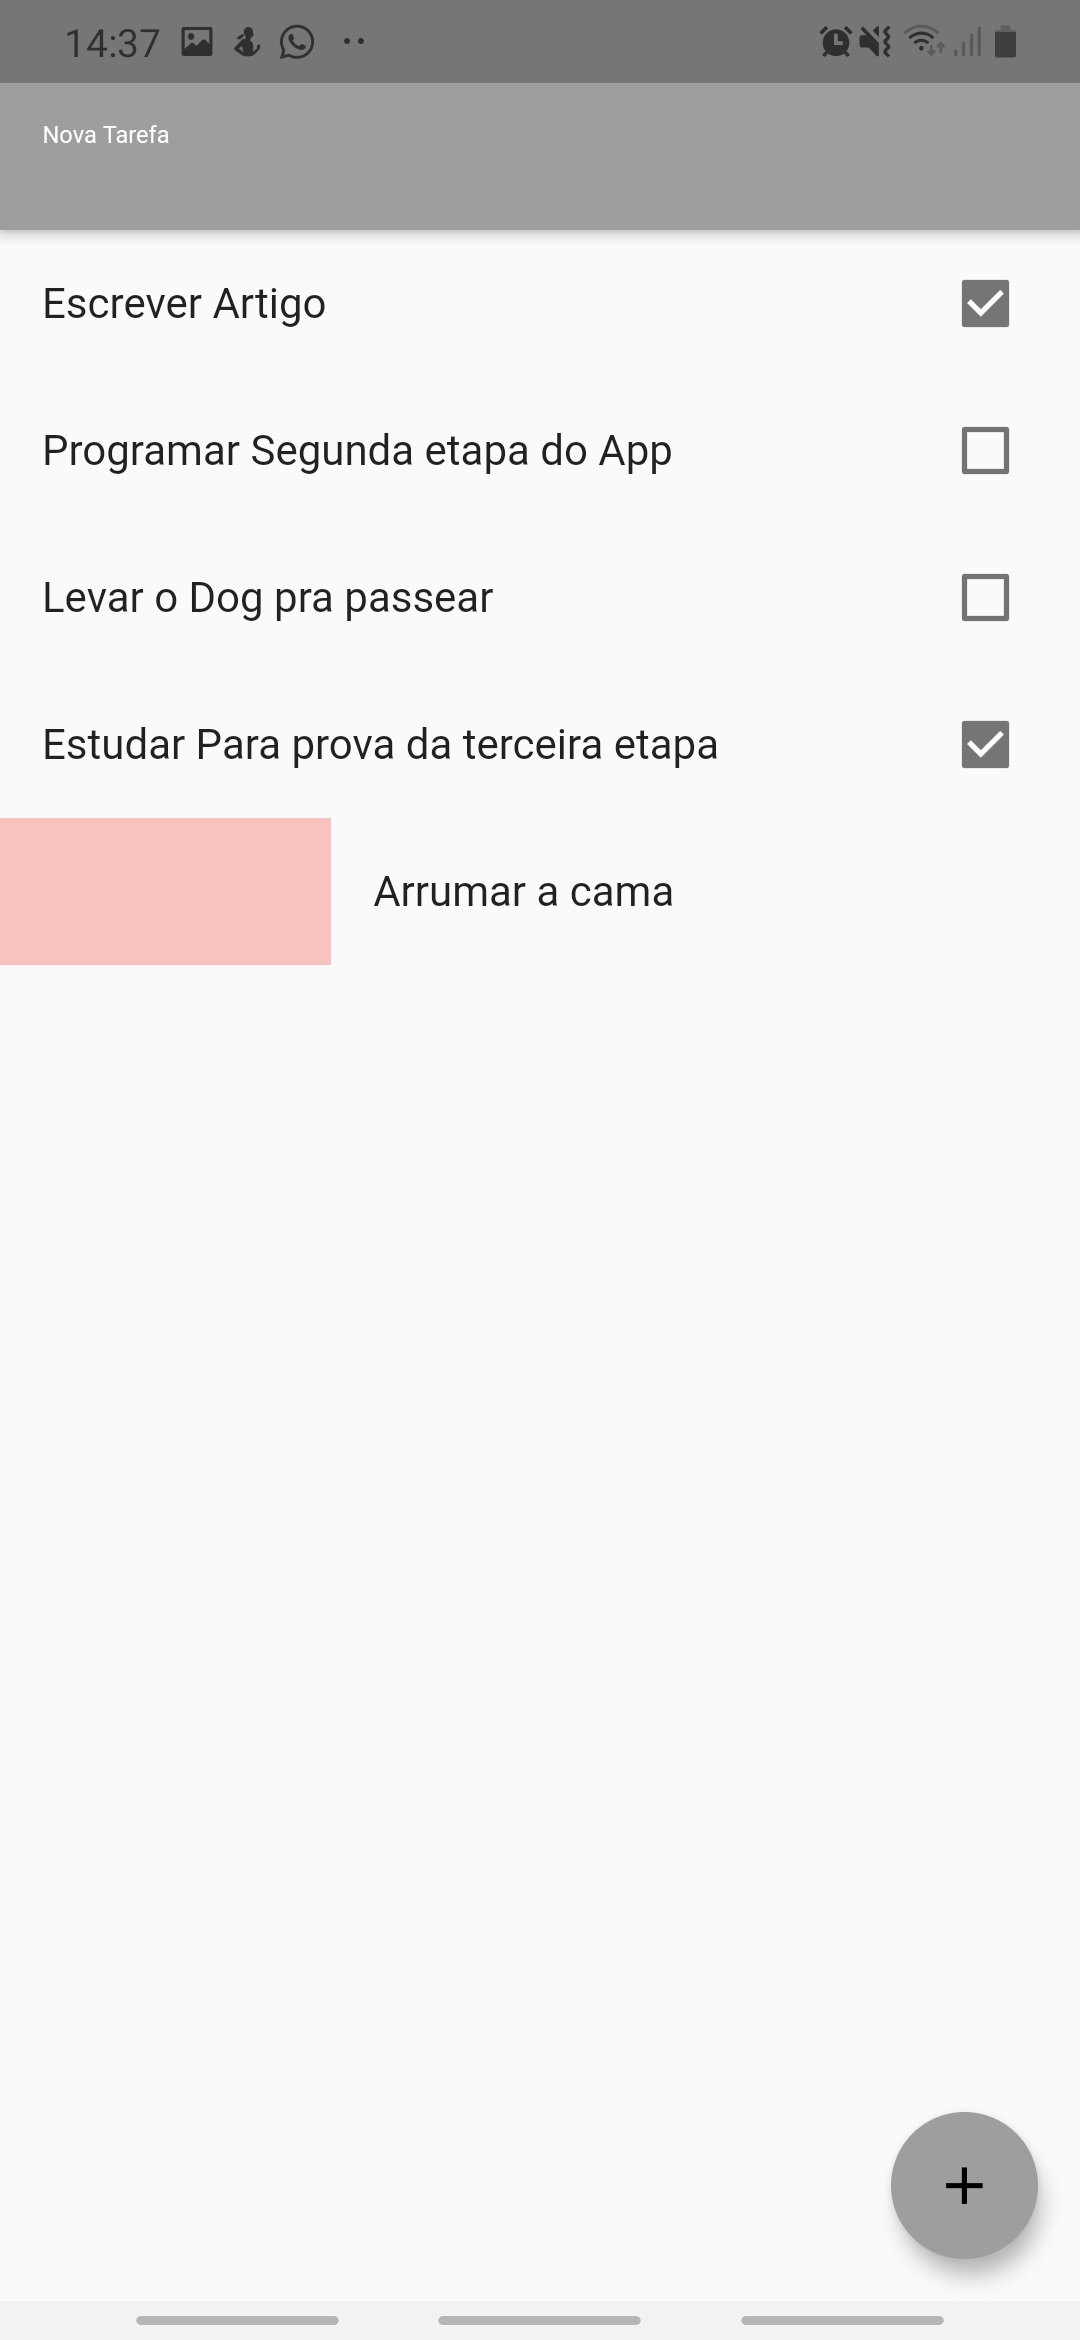 14:37
Nova Tarefa
Escrever Artigo
Programar Segunda etapa do App
Levar o Dog pra passear
Estudar Para prova da terceira etapa
Arrumar a cama